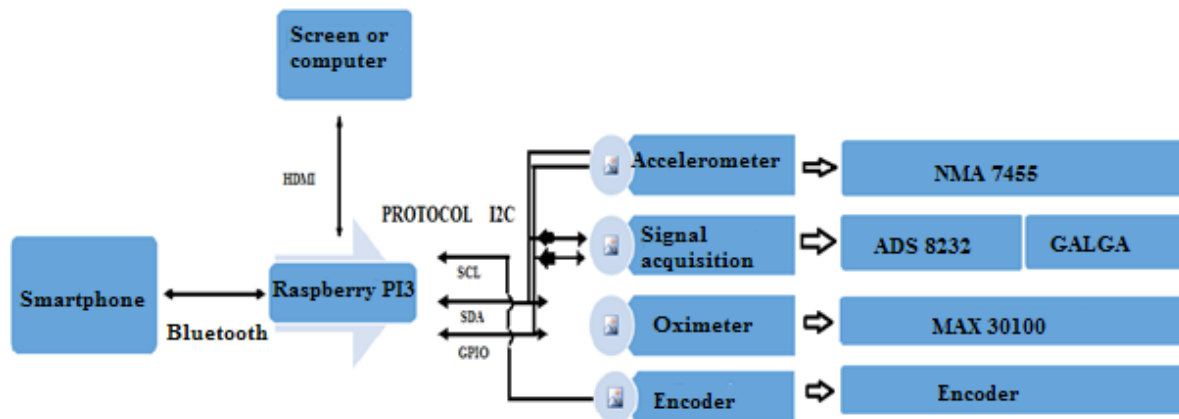 Screen or
computer
HDMI
PROTOCOL I2C
Smartphone
Bluetooth
Raspberry PI3
SCL
SDA
GPIO
Accelerometer
NMA 7455
Signal
acquisition
ADS 8232
GALGA
Oximeter
MAX 30100
Encoder
Encoder